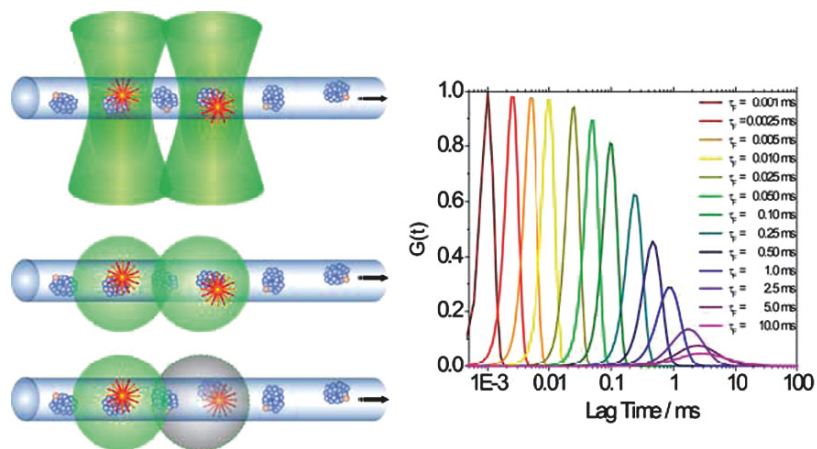 G(t)
1.0
0.8
0.6
0.4
0.2
0.0
1E-3 0.01 0.1 1 10 100
Lag Time / ms
τF = 0.001 ms
τF =0.0025 ms
τF = 0.005 ms
τF = 0.010 ms
τF = 0.025 ms
τF = 0.050 ms
τF = 0.10 ms
τF = 0.25 ms
τF = 0.50 ms
τF = 1.0 ms
τF = 2.5 ms
τF = 5.0 ms
τF = 10.0 ms